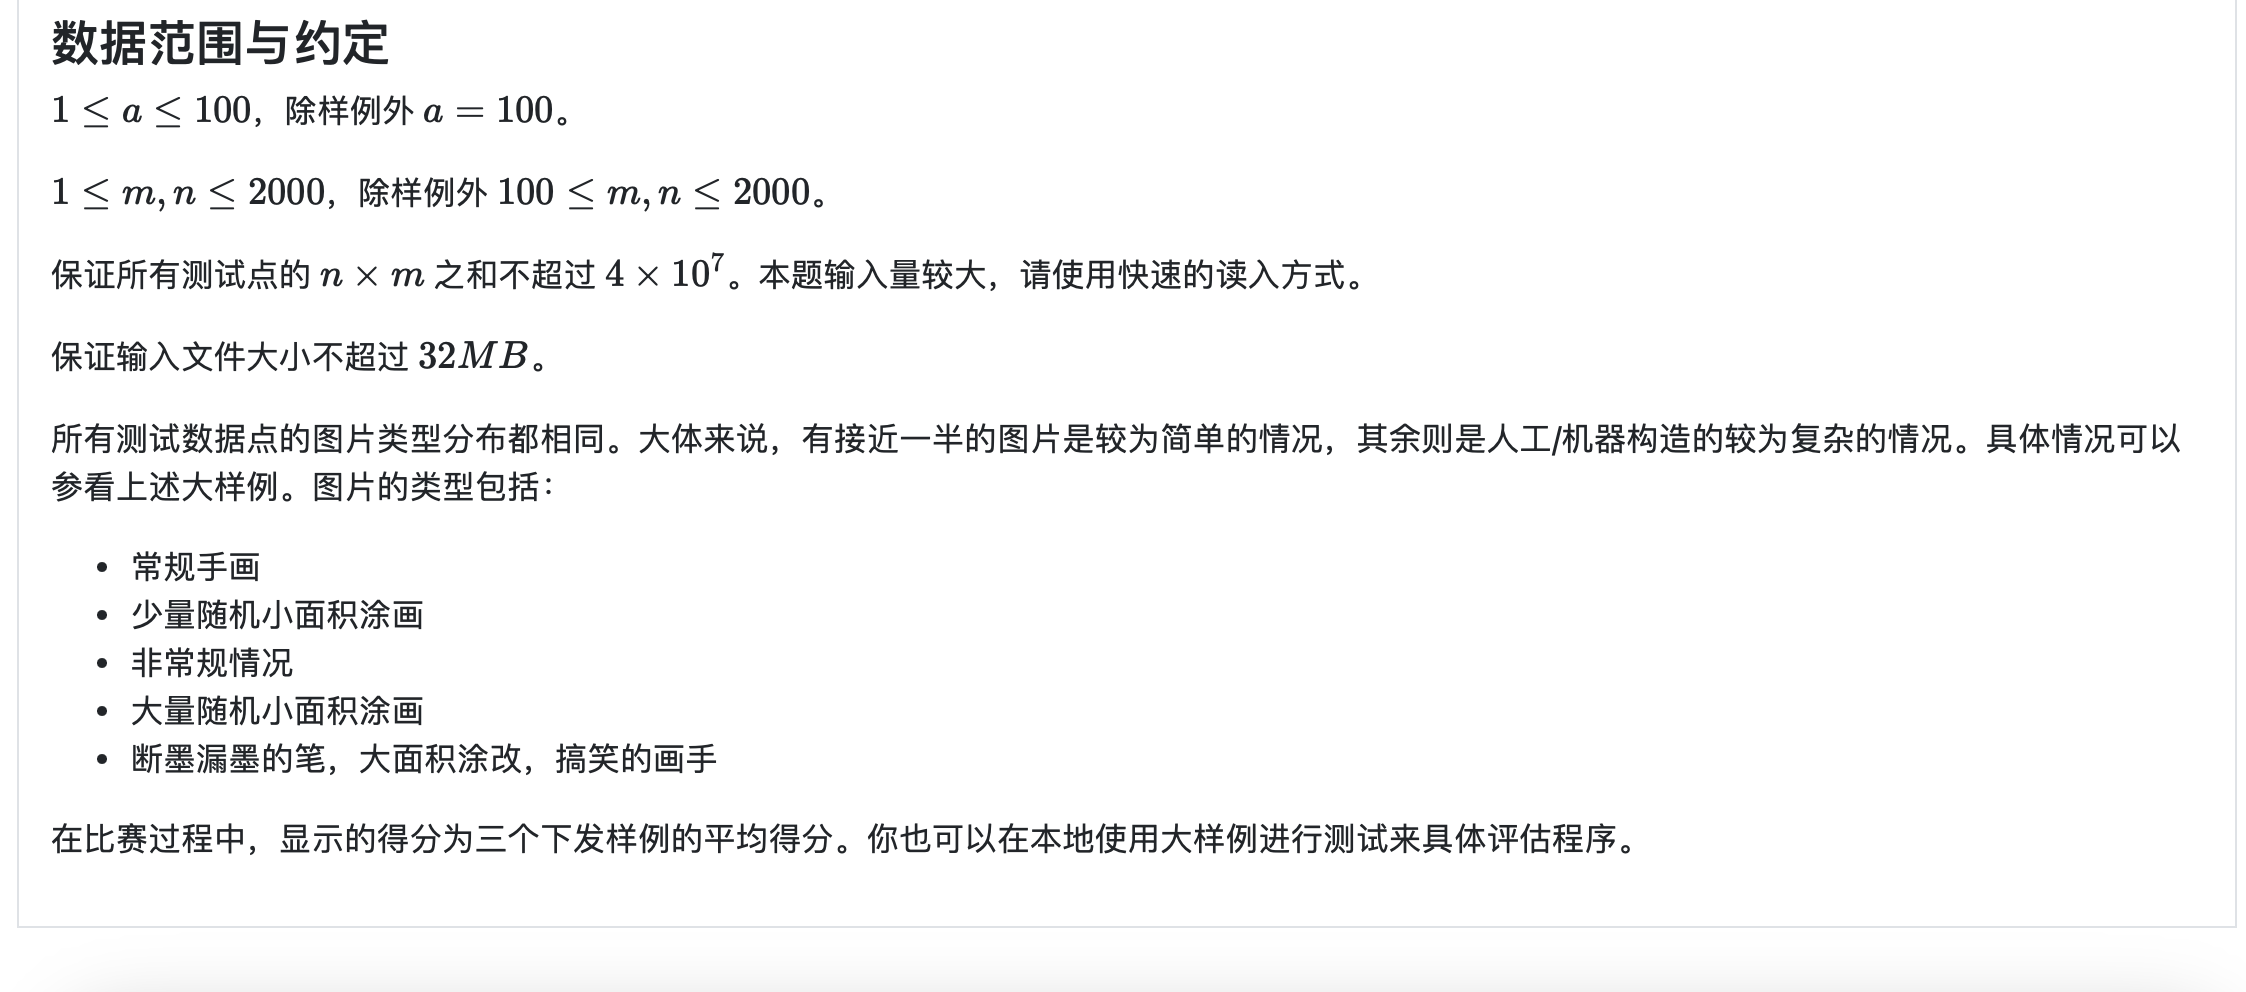 数据范围与约定
1 ≤ a ≤ 100，除样例外 a = 100。
1 ≤ m, n ≤ 2000，除样例外 100 ≤ m, n ≤ 2000。
保证所有测试点的 n × m 之和不超过 4 × 10⁷。本题输入量较大，请使用快速的读入方式。
保证输入文件大小不超过 32MB。
所有测试数据点的图片类型分布都相同。大体来说，有接近一半的图片是较为简单的情况，其余则是人工/机器构造的较为复杂的情况。具体情况可以
参看上述大样例。图片的类型包括：
• 常规手画
• 少量随机小面积涂画
• 非常规情况
• 大量随机小面积涂画
• 断墨漏墨的笔，大面积涂改，搞笑的画手
在比赛过程中，显示的得分为三个下发样例的平均得分。你也可以在本地使用大样例进行测试来具体评估程序。